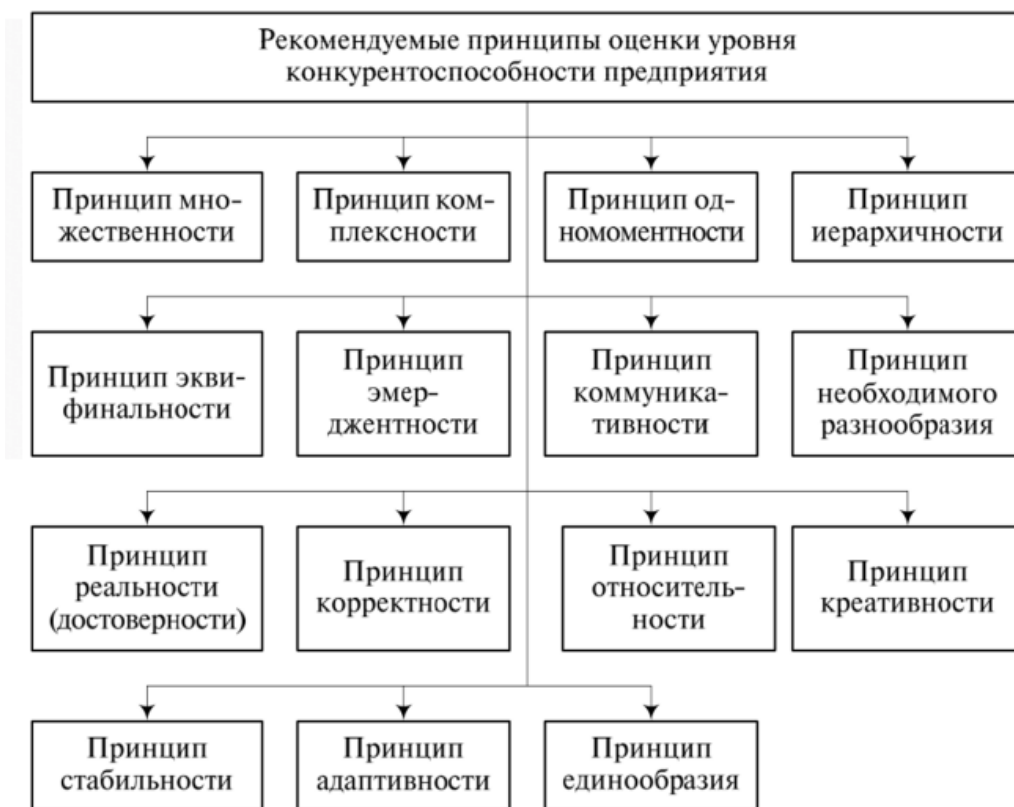 Рекомендуемые принципы оценки уровня
конкурентоспособности предприятия
Принцип мно-
жественности
Принцип ком-
плексности
Принцип од-
номоментности
Принцип
иерархичности
Принцип экви-
финальности
Принцип
эмер-
джентности
Принцип
коммуника-
тивности
Принцип
необходимого
разнообразия
Принцип
реальности
(достоверности)
Принцип
корректности
Принцип
относитель-
ности
Принцип
креативности
Принцип
стабильности
Принцип
адаптивности
Принцип
единообразия